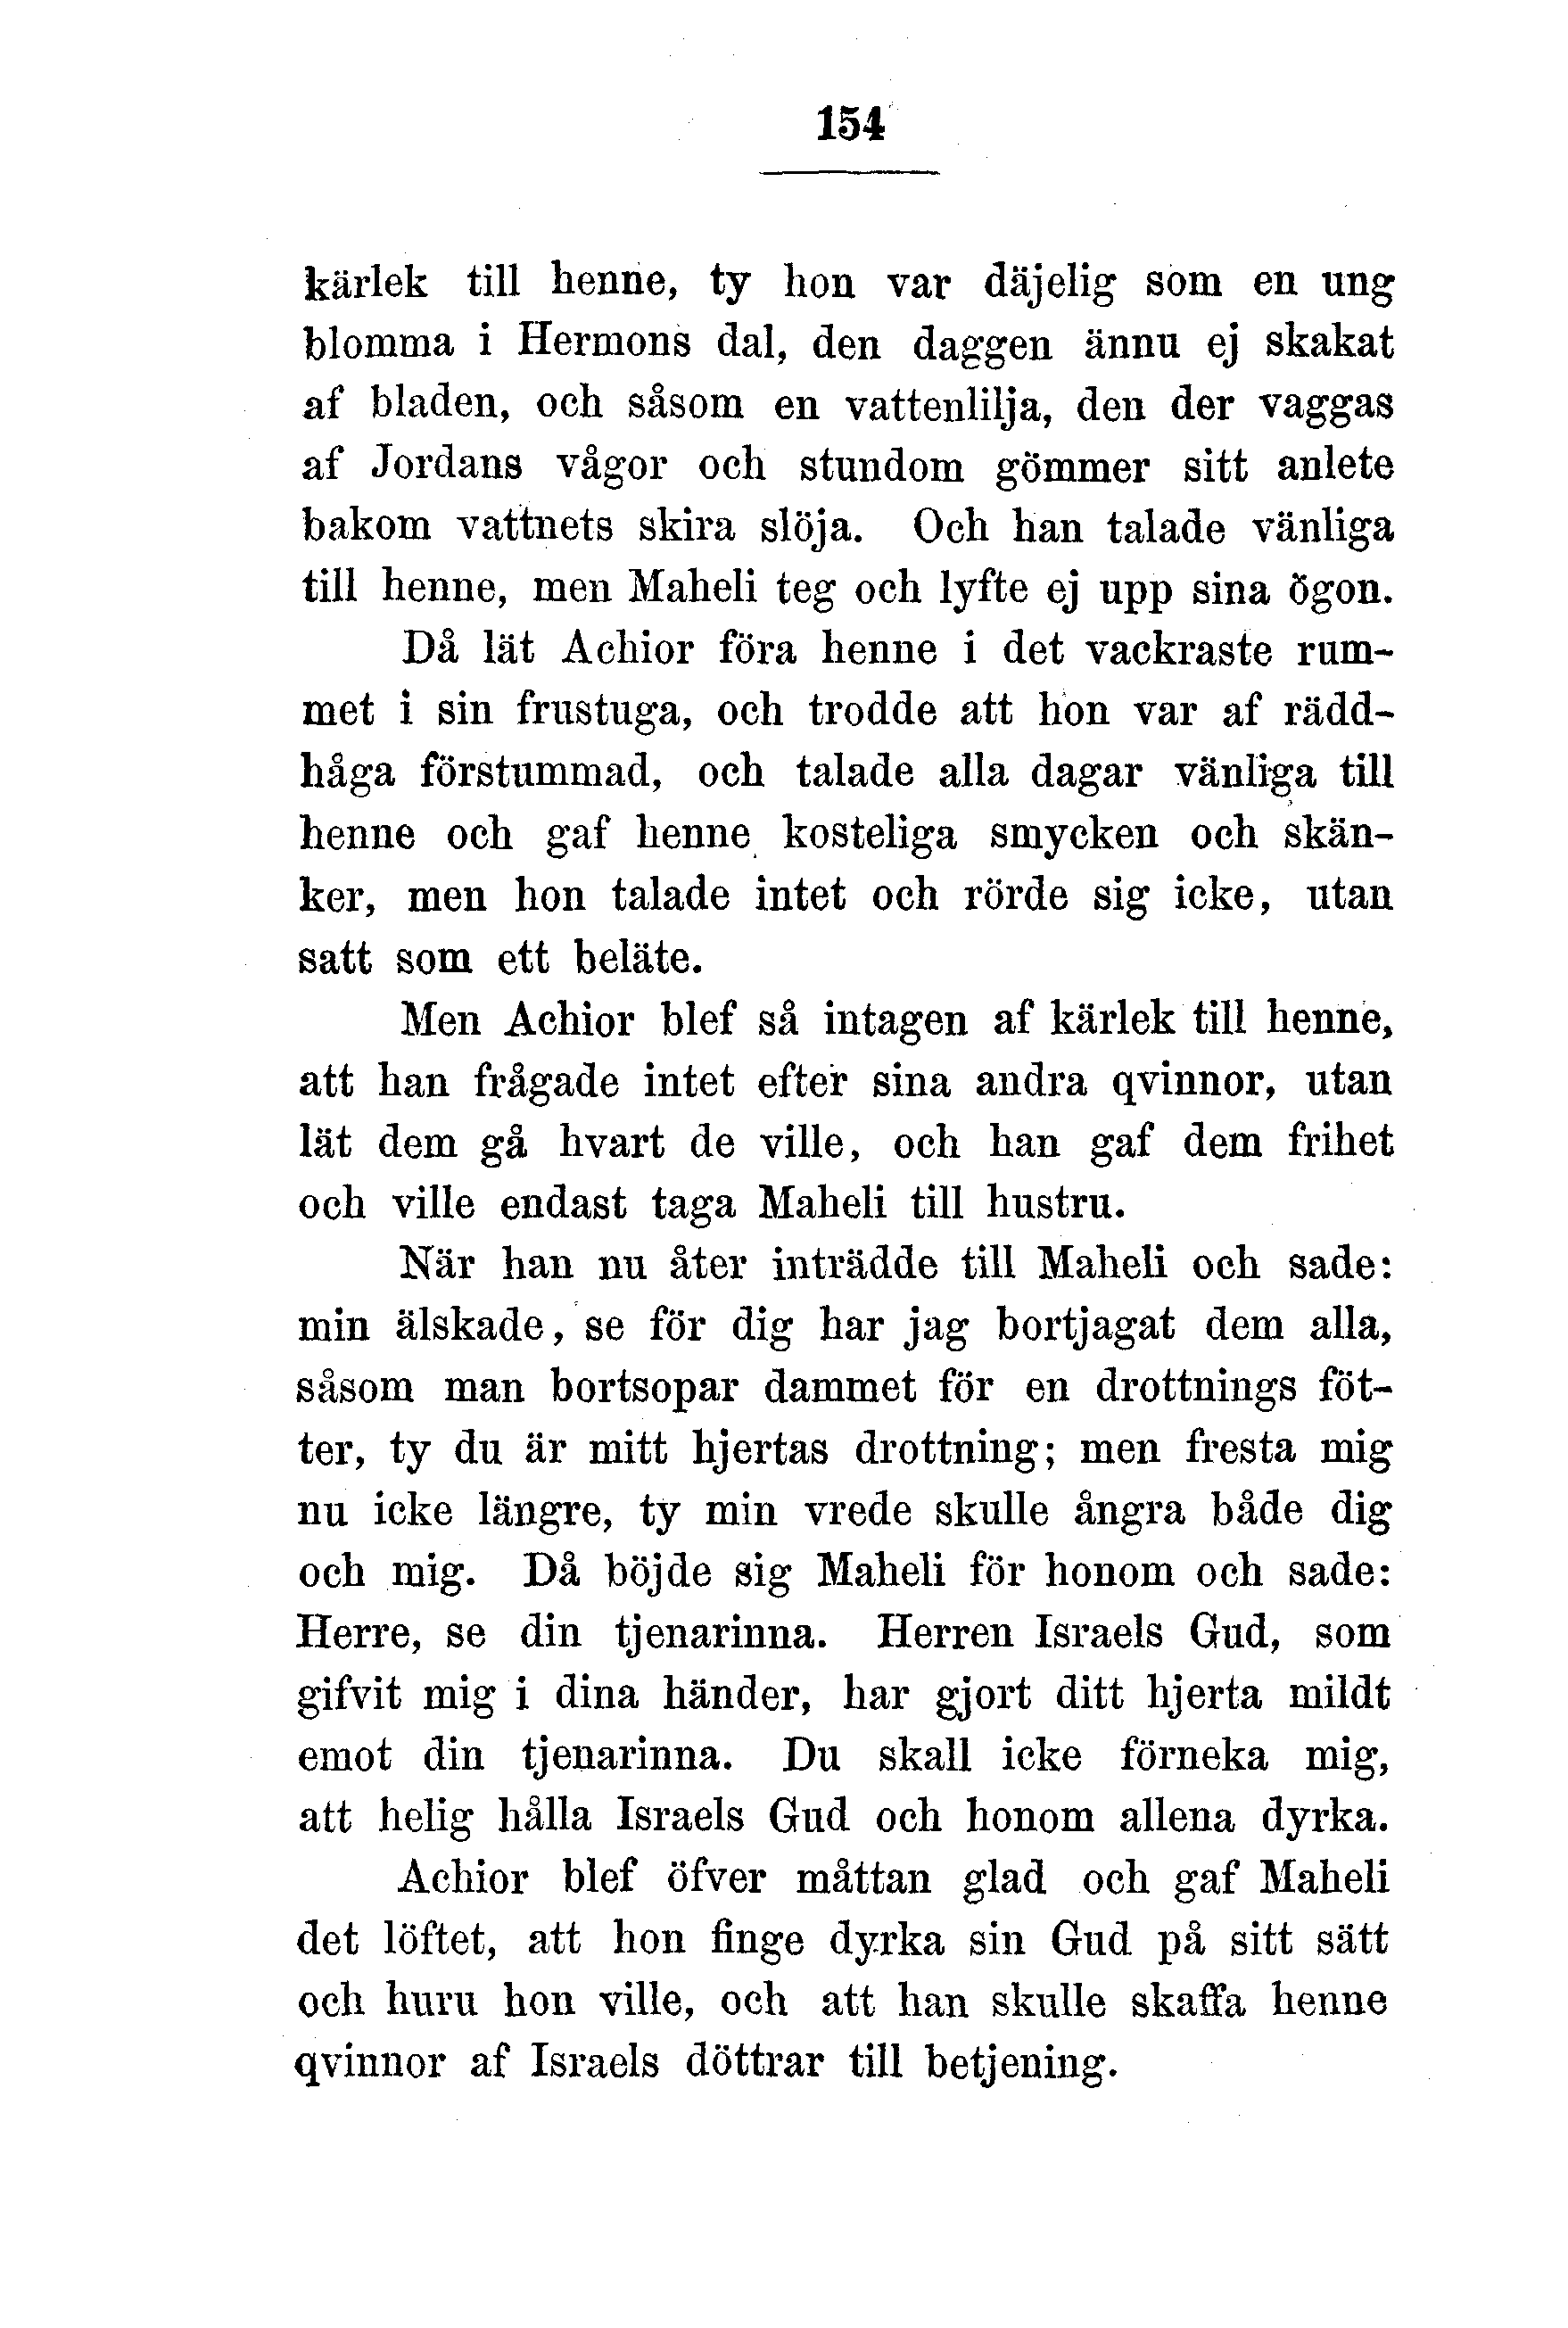 154
kärlek till henne, ty hon var däjelig som en ung
blomma i Hermons dal, den daggen ännu ej skakat
af bladen, och såsom en vattenlilja, den der vaggas
af Jordans vågor och stundom gömmer sitt anlete
bakom vattnets skira slöja. Och han talade vänliga
till henne, men Maheli teg och lyfte ej upp sina ögon.
Då lät Achior föra henne i det vackraste rum-
met i sin frustuga, och trodde att hon var af rädd-
håga förstummad, och talade alla dagar vänliga till
henne och gaf henne kosteliga smycken och skän-
ker, men hon talade intet och rörde sig icke, utan
satt som ett beläte.
Men Achior blef så intagen af kärlek till henne,
att han frågade intet efter sina andra qvinnor, utan
lät dem gå hvart de ville, och han gaf dem frihet
och ville endast taga Maheli till hustru.
När han nu åter inträdde till Maheli och sade:
min älskade, se för dig har jag bortjagat dem alla,
såsom man bortsopar dammet för en drottnings föt-
ter, ty du är mitt hjertas drottning; men fresta mig
nu icke längre, ty min vrede skulle ångra både dig
och mig. Då böjde sig Maheli för honom och sade:
Herre, se din tjenarinna. Herren Israels Gud, som
gifvit mig i dina händer, har gjort ditt hjerta mildt
emot din tjenarinna. Du skall icke förneka mig,
att helig hålla Israels Gud och honom allena dyrka.
Achior blef öfver måttan glad och gaf Maheli
det löftet, att hon finge dyrka sin Gud på sitt sätt
och huru hon ville, och att han skulle skaffa henne
qvinnor af Israels döttrar till betjening.